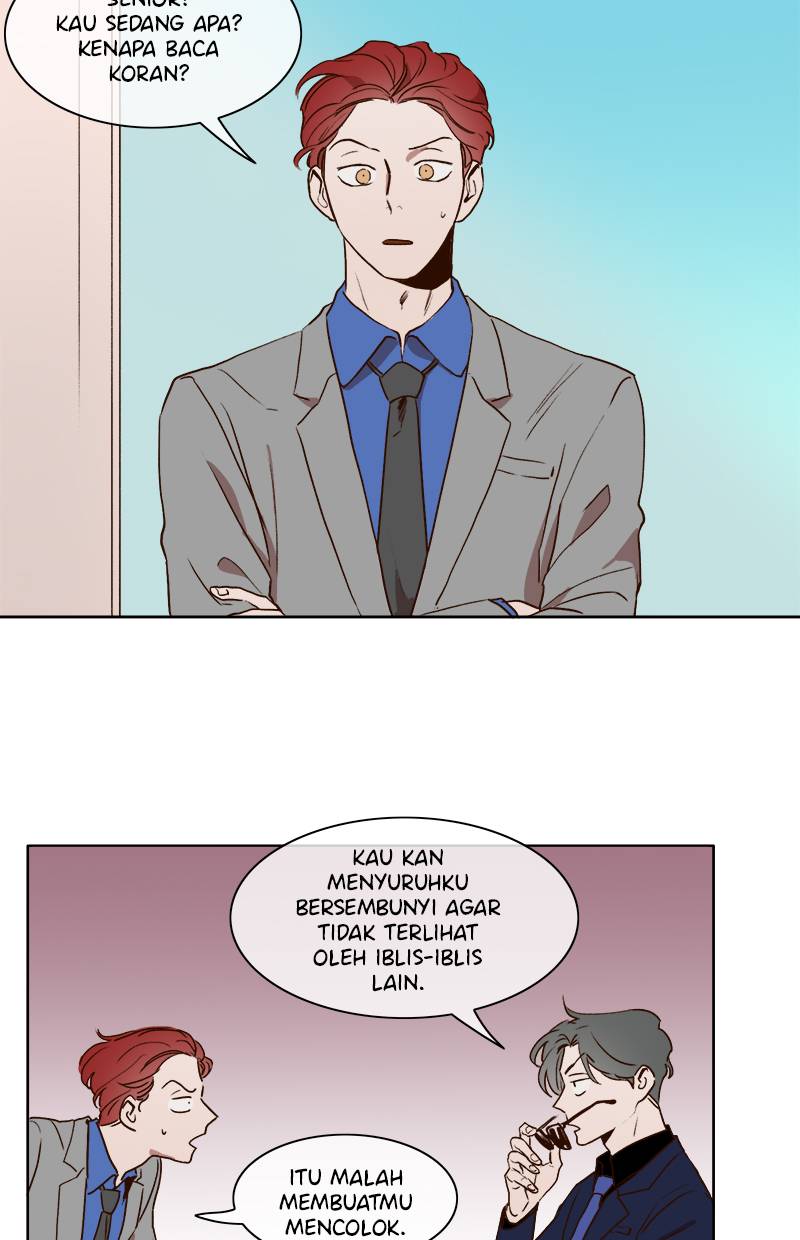 SENIOR?
KAU SEDANG APA?
KENAPA BACA
KORAN?
KAU KAN
MENYURUHKU
BERSEMBUNYI AGAR
TIDAK TERLIHAT
OLEH IBLIS-IBLIS
LAIN.
ITU MALAH
MEMBUATMU
MENCOLOK.